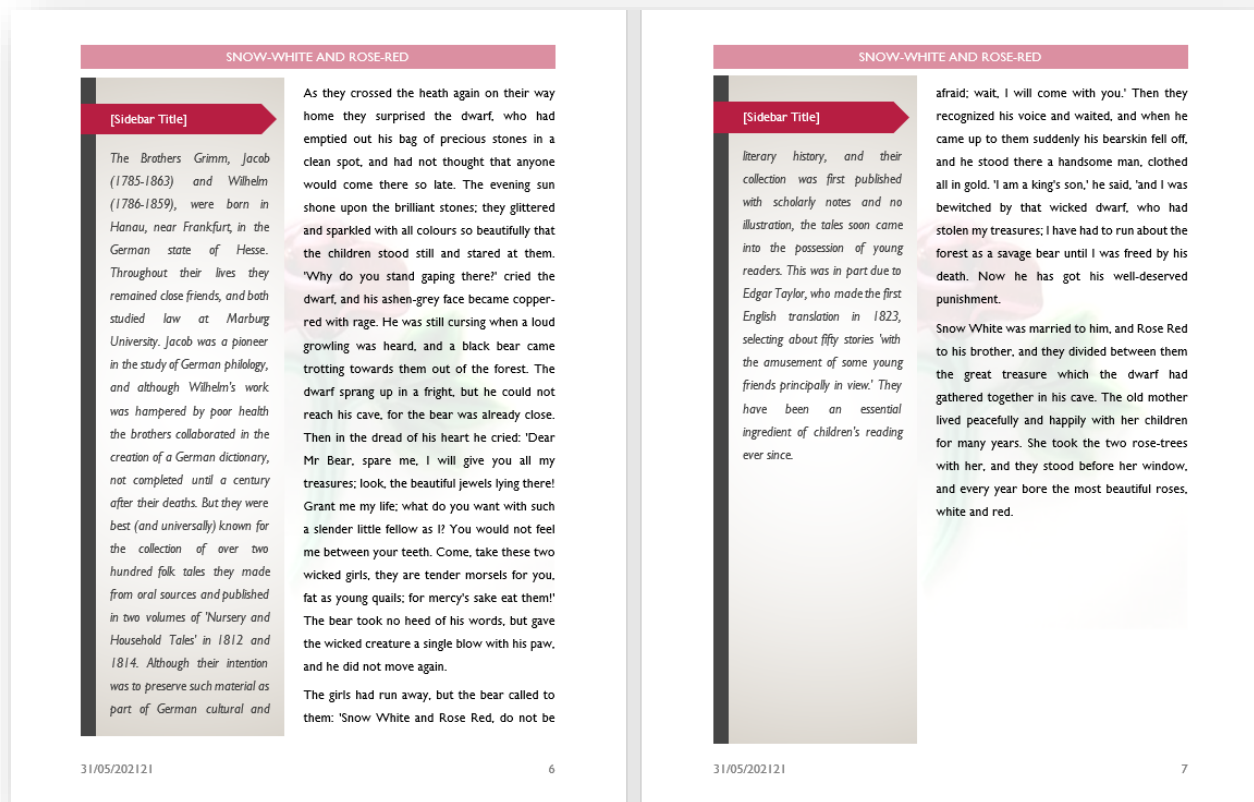 SNOW-WHITE AND ROSE-RED
[Sidebar Title]
The Brothers Grimm, Jacob
(1785-1863) and Wilhelm
(1786-1859), were born in
Hanau, near Frankfurt, in the
German state of Hesse.
Throughout their lives they
remained close friends, and both
studied law at Marburg
University. Jacob was a pioneer
in the study of German philology,
and although Wilhelm's work
was hampered by poor health
the brothers collaborated in the
creation of a German dictionary,
not completed until a century
after their deaths. But they were
best (and universally) known for
the collection of over two
hundred folk tales they made
from oral sources and published
in two volumes of 'Nursery and
Household Tales' in 1812 and
1814. Although their intention
was to preserve such material as
part of German cultural and
As they crossed the heath again on their way
home they surprised the dwarf, who had
emptied out his bag of precious stones in a
clean spot, and had not thought that anyone
would come there so late. The evening sun
shone upon the brilliant stones; they glittered
and sparkled with all colours so beautifully that
the children stood still and stared at them.
'Why do you stand gaping there?' cried the
dwarf, and his ashen-grey face became copper-
red with rage. He was still cursing when a loud
growling was heard, and a black bear came
trotting towards them out of the forest. The
dwarf sprang up in a fright, but he could not
reach his cave, for the bear was already close.
Then in the dread of his heart he cried: 'Dear
Mr Bear, spare me, I will give you all my
treasures; look, the beautiful jewels lying there!
Grant me my life; what do you want with such
a slender little fellow as I? You would not feel
me between your teeth. Come, take these two
wicked girls, they are tender morsels for you,
fat as young quails; for mercy's sake eat them!'
The bear took no heed of his words, but gave
the wicked creature a single blow with his paw,
and he did not move again.
The girls had run away, but the bear called to
them: 'Snow White and Rose Red, do not be
31/05/202121
6
SNOW-WHITE AND ROSE-RED
[Sidebar Title]
literary history, and their
collection was first published
with scholarly notes and no
illustration, the tales soon came
into the possession of young
readers. This was in part due to
Edgar Taylor, who made the first
English translation in 1823,
selecting about fifty stories 'with
the amusement of some young
friends principally in view.' They
have been an essential
ingredient of children's reading
ever since.
afraid; wait, I will come with you.' Then they
recognized his voice and waited, and when he
came up to them suddenly his bearskin fell off,
and he stood there a handsome man, clothed
all in gold. 'I am a king's son,' he said, 'and I was
bewitched by that wicked dwarf, who had
stolen my treasures; I have had to run about the
forest as a savage bear until I was freed by his
death. Now he has got his well-deserved
punishment.
Snow White was married to him, and Rose Red
to his brother, and they divided between them
the great treasure which the dwarf had
gathered together in his cave. The old mother
lived peacefully and happily with her children
for many years. She took the two rose-trees
with her, and they stood before her window,
and every year bore the most beautiful roses,
white and red.
31/05/202121
7